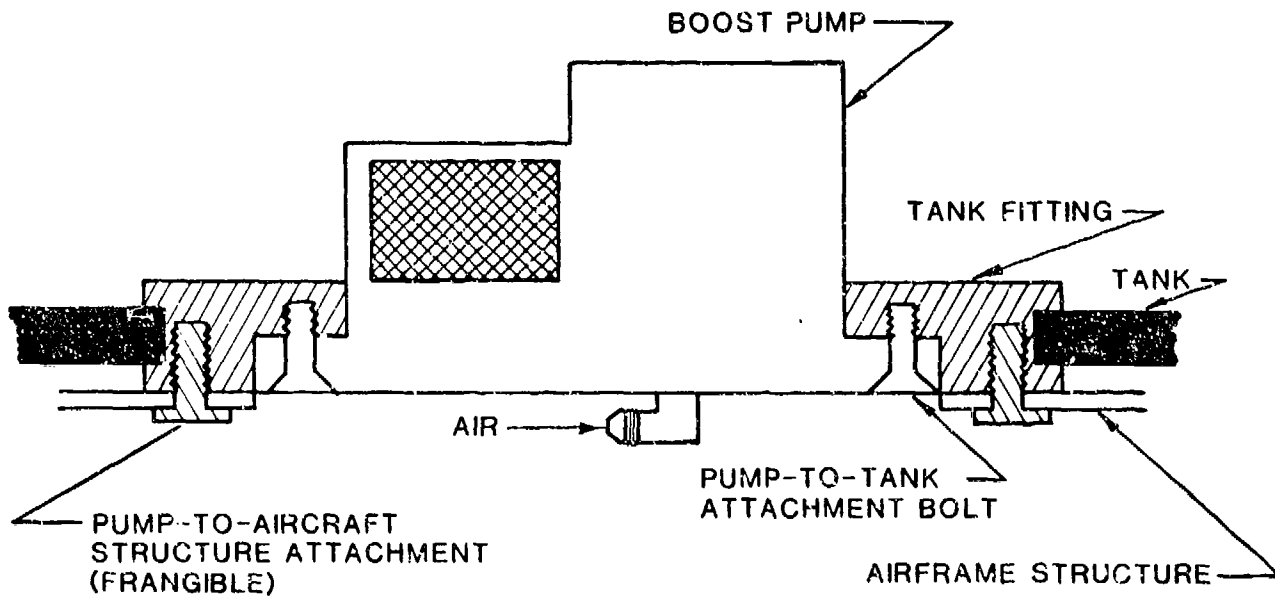 BOOST PUMP
TANK FITTING
TANK
AIR
PUMP-TO-TANK
ATTACHMENT BOLT
PUMP-TO-AIRCRAFT
STRUCTURE ATTACHMENT
(FRANGIBLE)
AIRFRAME STRUCTURE